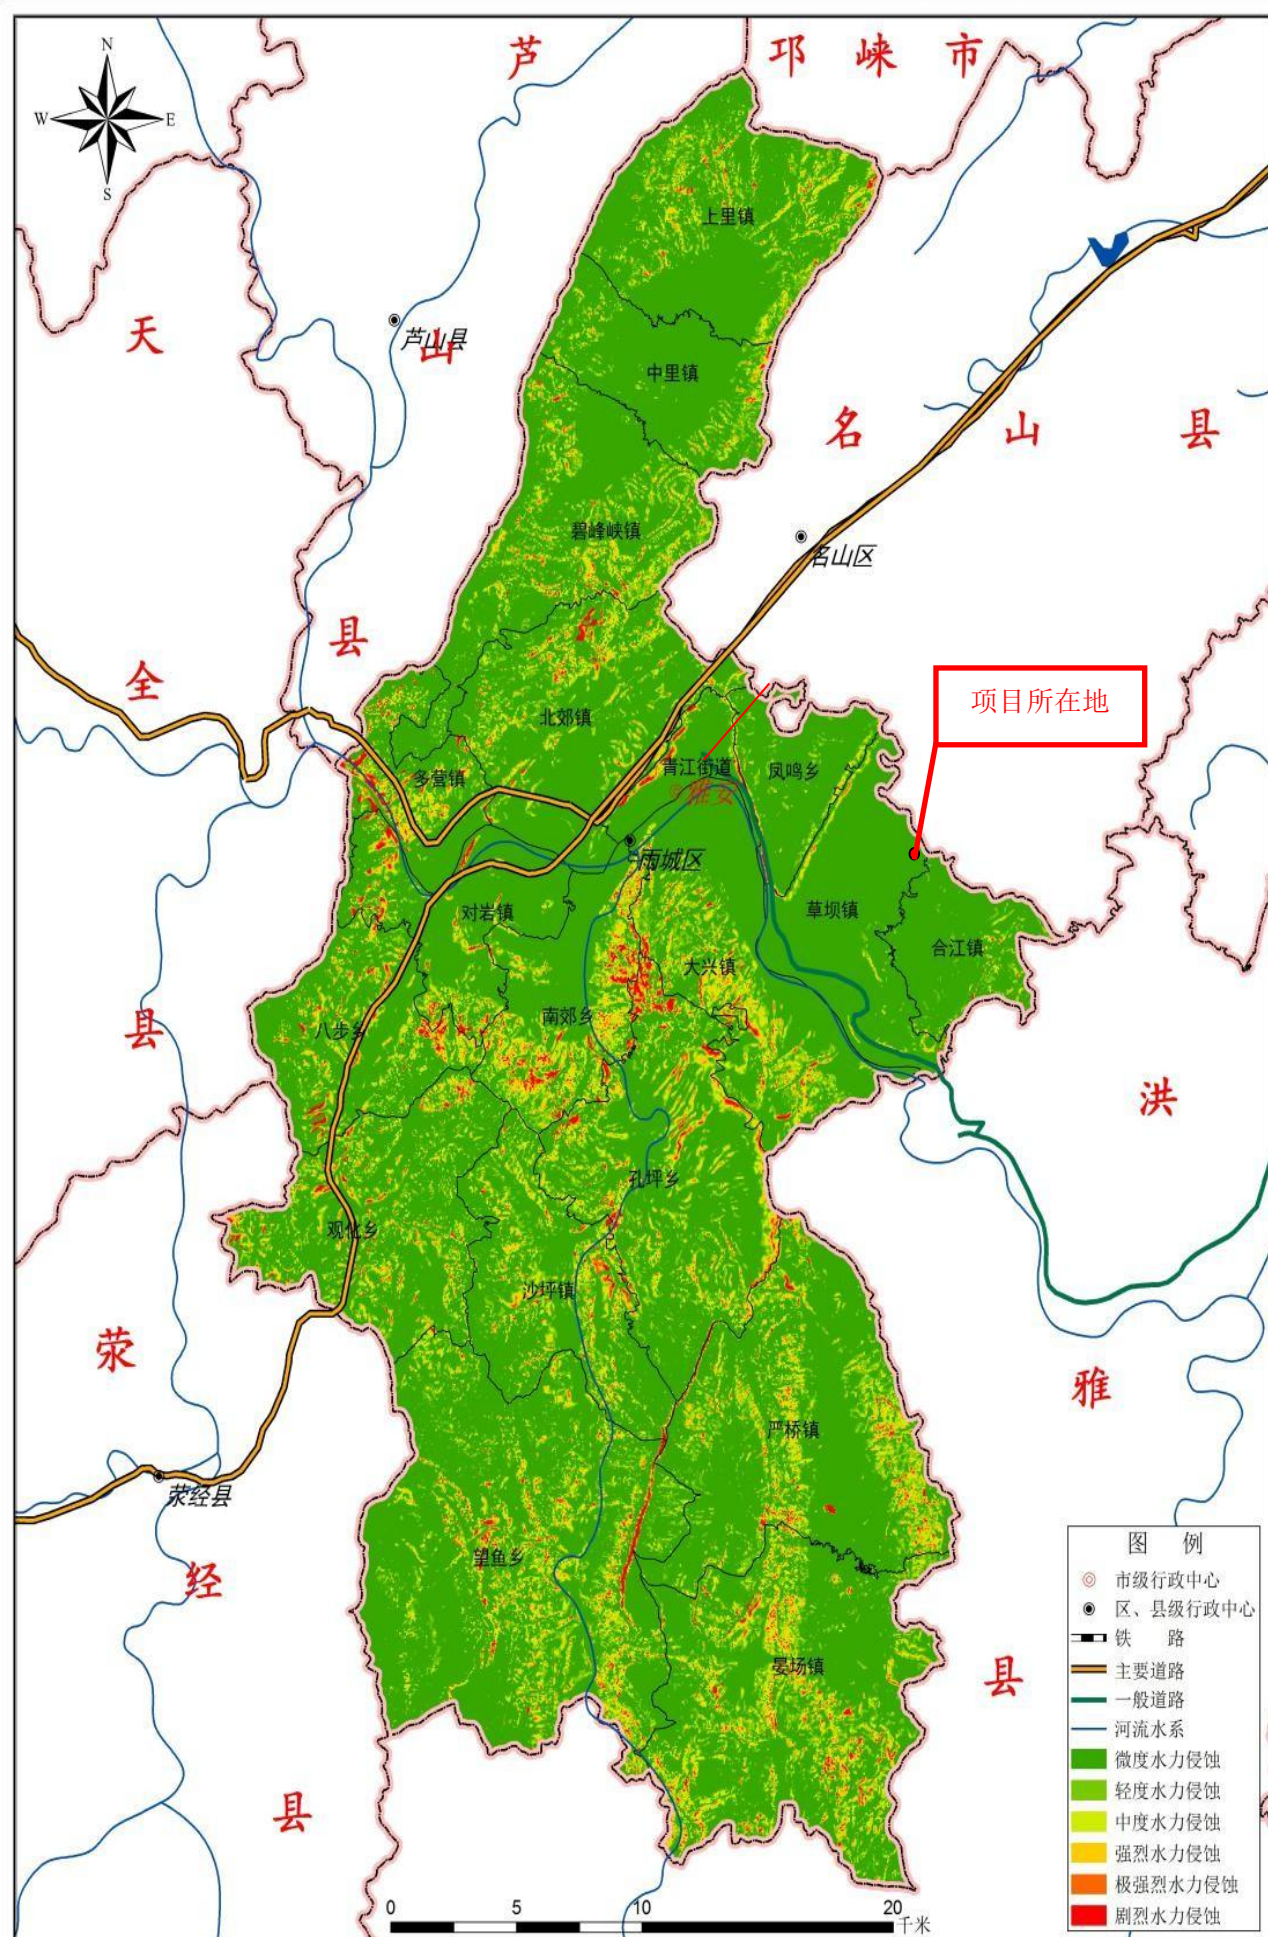 N
W
E
S
芦
邛崃市
上里镇
天
芦山县
山
中里镇
名山县
碧峰峡镇
名山区
县
全
项目所在地
北郊镇
多营镇
青江街道
凤鸣乡
雅安
雨城区
对岩镇
草坝镇
合江镇
大兴镇
南郊乡
八步乡
县
洪
孔坪乡
观化乡
沙坪镇
荥
雅
严桥镇
荥经县
望鱼乡
经
晏场镇
县
县
图 例
市级行政中心
区、县级行政中心
铁 路
主要道路
一般道路
河流水系
微度水力侵蚀
轻度水力侵蚀
中度水力侵蚀
强烈水力侵蚀
极强烈水力侵蚀
剧烈水力侵蚀
0 5 10 20
千米